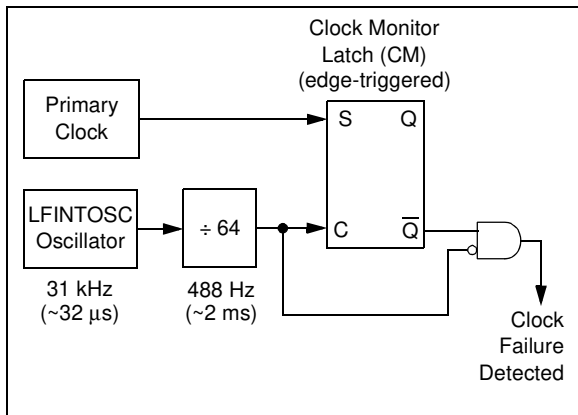 Clock Monitor
Latch (CM)
(edge-triggered)
Primary
Clock
S
Q
LFINTOSC
Oscillator
÷ 64
C
Q̅
31 kHz
(~32 μs)
488 Hz
(~2 ms)
Clock
Failure
Detected